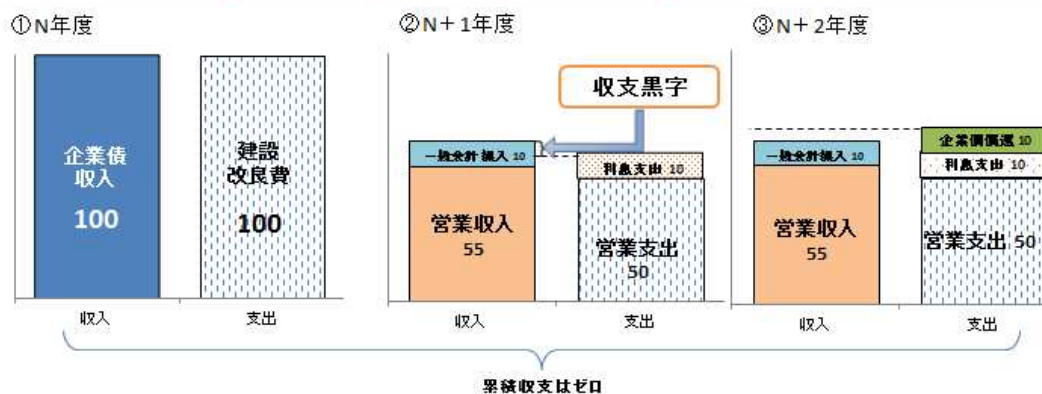 ①N年度
②N+1年度
③N+2年度
企業債
収入
100
建設
改良費
100
収入
支出
収支黒字
一般会計繰入 10
営業収入
55
利息支出 10
営業支出
50
収入
支出
一般会計繰入 10
営業収入
55
企業債償還 10
利息支出 10
営業支出 50
収入
支出
累積収支はゼロ